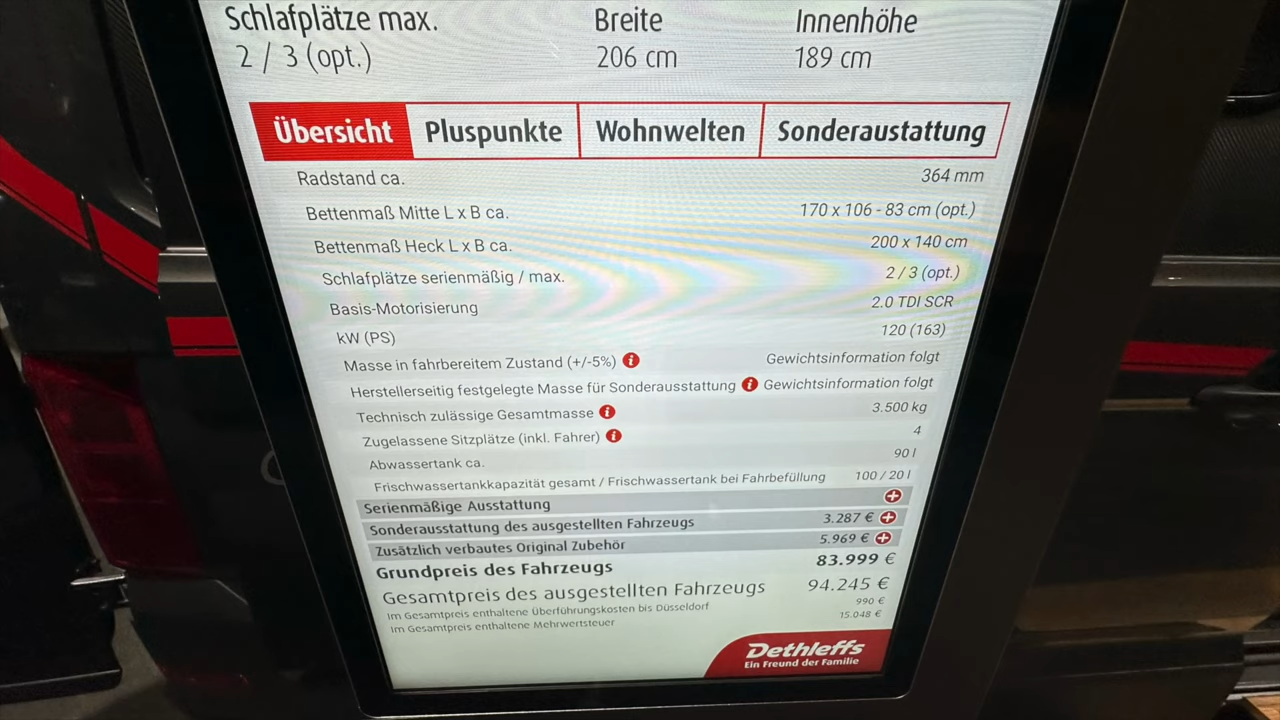 Schlafplätze max. Breite Innenhöhe
2 / 3 (opt.) 206 cm 189 cm
Übersicht Pluspunkte Wohnwelten Sonderaustattung
Radstand ca. 364 mm
Bettenmaß Mitte L x B ca. 170 x 106 - 83 cm (opt.)
Bettenmaß Heck L x B ca. 200 x 140 cm
Schlafplätze serienmäßig / max. 2 / 3 (opt.)
Basis-Motorisierung 2.0 TDI SCR
kW (PS) 120 (163)
Masse in fahrbereitem Zustand (+/-5%) i Gewichtsinformation folgt
Herstellerseitig festgelegte Masse für Sonderausstattung i Gewichtsinformation folgt
Technisch zulässige Gesamtmasse i 3.500 kg
Zugelassene Sitzplätze (inkl. Fahrer) i 4
Abwassertank ca. 90 l
Frischwassertankkapazität gesamt / Frischwassertank bei Fahrbefüllung 100 / 20 l
Serienmäßige Ausstattung
Sonderausstattung des ausgestellten Fahrzeugs 3.287 €
Zusätzlich verbautes Original Zubehör 5.969 €
Grundpreis des Fahrzeugs 83.999 €
Gesamtpreis des ausgestellten Fahrzeugs 94.245 €
Im Gesamtpreis enthaltene Überführungskosten bis Düsseldorf 990 €
Im Gesamtpreis enthaltene Mehrwertsteuer 15.048 €
Dethleffs
Ein Freund der Familie